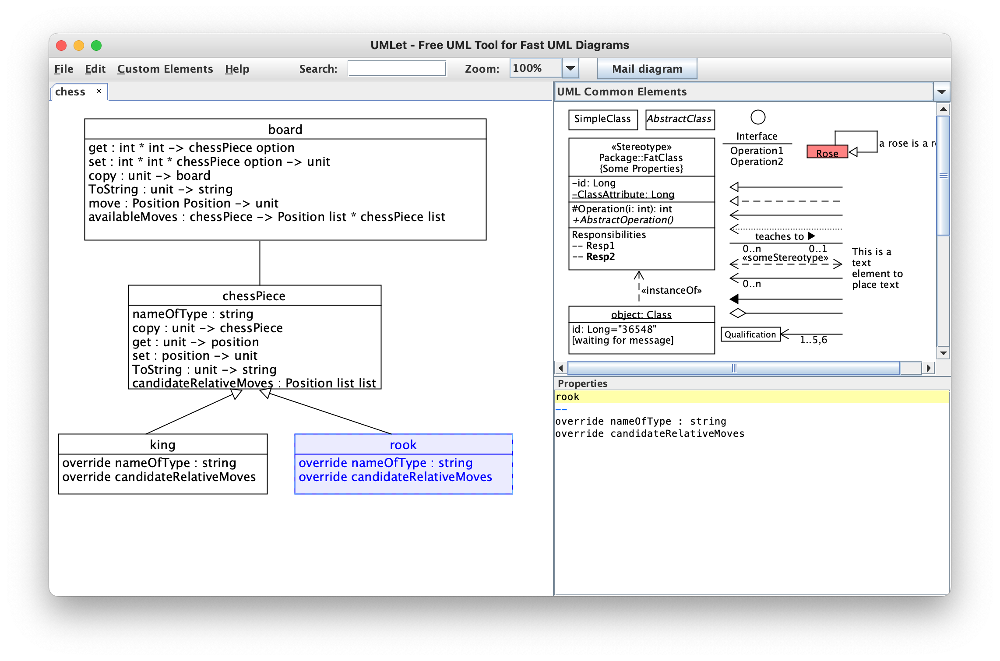 UMLet - Free UML Tool for Fast UML Diagrams
File Edit Custom Elements Help Search: Zoom: 100% Mail diagram
chess ×
board
get : int * int -> chessPiece option
set : int * int * chessPiece option -> unit
copy : unit -> board
ToString : unit -> string
move : Position Position -> unit
availableMoves : chessPiece -> Position list * chessPiece list
chessPiece
nameOfType : string
copy : unit -> chessPiece
get : unit -> position
set : position -> unit
ToString : unit -> string
candidateRelativeMoves : Position list list
king
override nameOfType : string
override candidateRelativeMoves
rook
override nameOfType : string
override candidateRelativeMoves
UML Common Elements
SimpleClass
AbstractClass
«Stereotype»
Package::FatClass
{Some Properties}
-id: Long
-ClassAttribute: Long
#Operation(i: int): int
+AbstractOperation()
Responsibilities
-- Resp1
-- Resp2
«instanceOf»
object: Class
id: Long="36548"
[waiting for message]
Interface
Operation1
Operation2
Rose
a rose is a r
teaches to ▶
0..n 0..1
«someStereotype»
0..n
This is a
text
element to
place text
Qualification
1..5,6
Properties
rook
--
override nameOfType : string
override candidateRelativeMoves